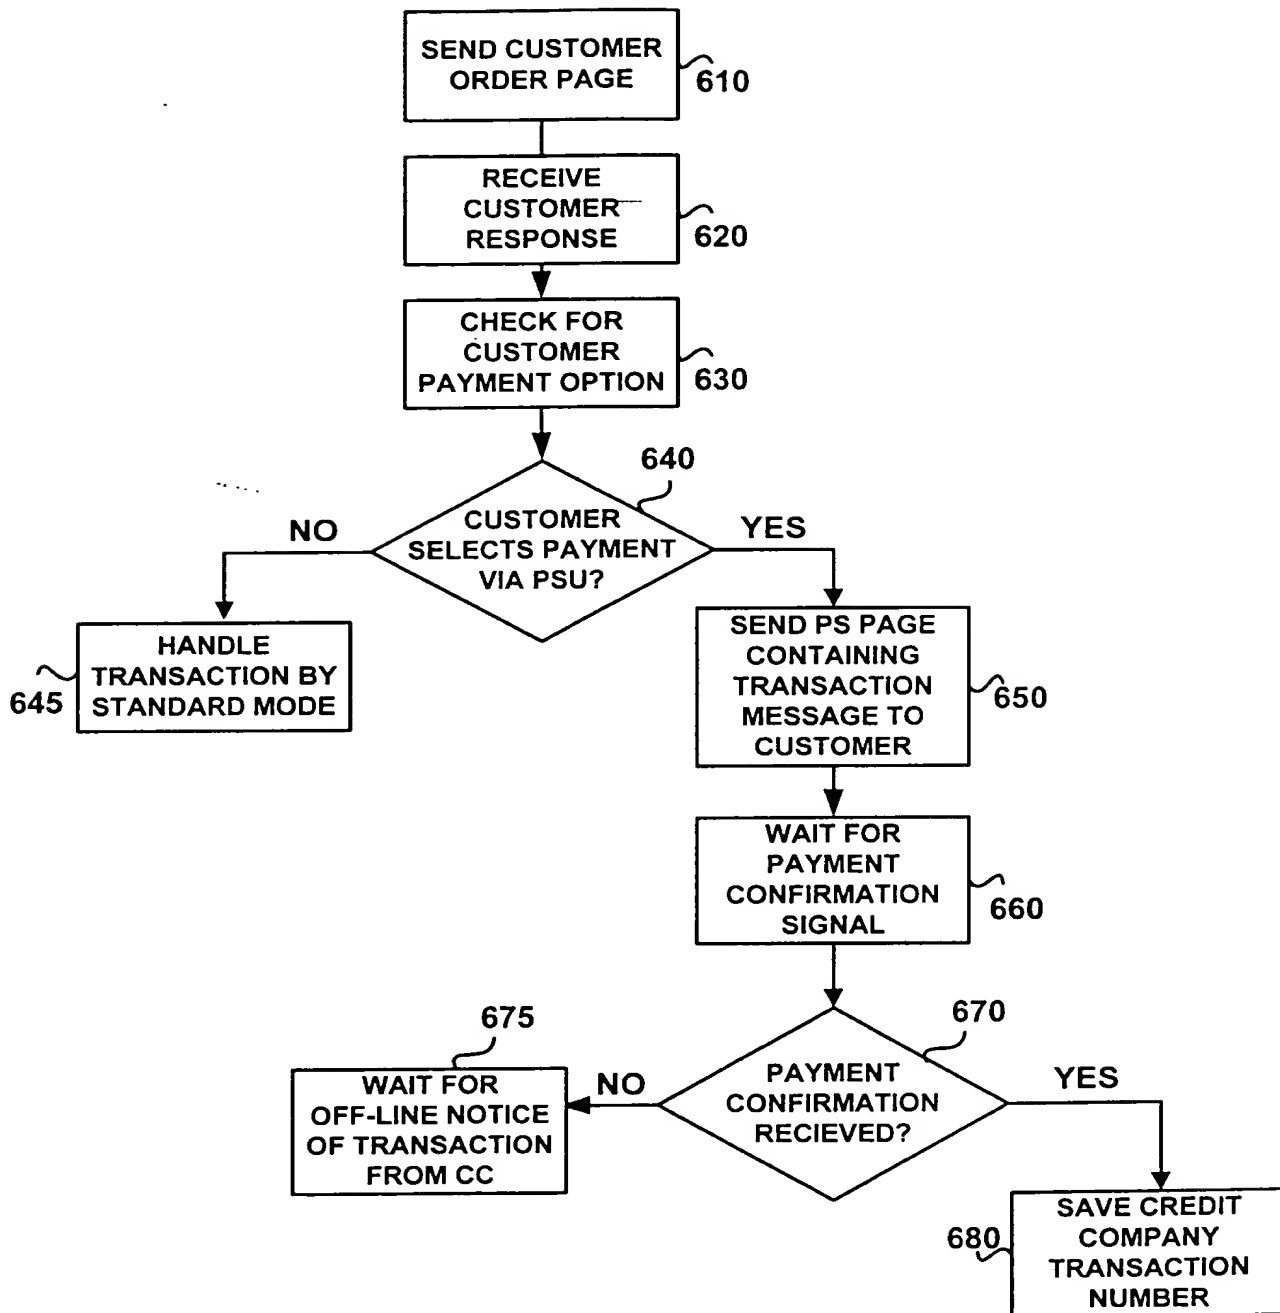 SEND CUSTOMER
ORDER PAGE
610
RECEIVE
CUSTOMER
RESPONSE
620
CHECK FOR
CUSTOMER
PAYMENT OPTION
630
640
CUSTOMER
SELECTS PAYMENT
VIA PSU?
NO
YES
HANDLE
TRANSACTION BY
STANDARD MODE
645
SEND PS PAGE
CONTAINING
TRANSACTION
MESSAGE TO
CUSTOMER
650
WAIT FOR
PAYMENT
CONFIRMATION
SIGNAL
660
670
PAYMENT
CONFIRMATION
RECIEVED?
NO
YES
675
WAIT FOR
OFF-LINE NOTICE
OF TRANSACTION
FROM CC
680
SAVE CREDIT
COMPANY
TRANSACTION
NUMBER